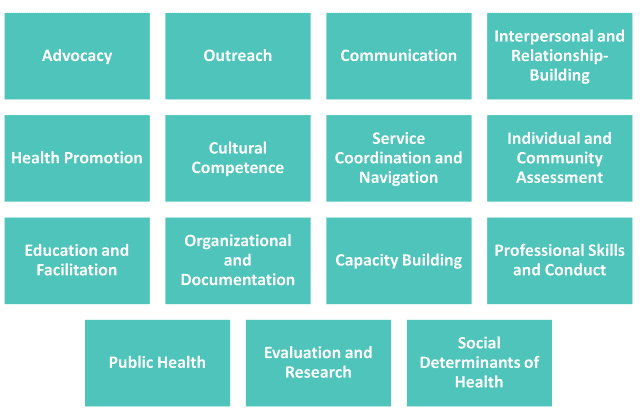 Advocacy
Outreach
Communication
Interpersonal and
Relationship-
Building
Health Promotion
Cultural
Competence
Service
Coordination and
Navigation
Individual and
Community
Assessment
Education and
Facilitation
Organizational
and
Documentation
Capacity Building
Professional Skills
and Conduct
Public Health
Evaluation and
Research
Social
Determinants of
Health